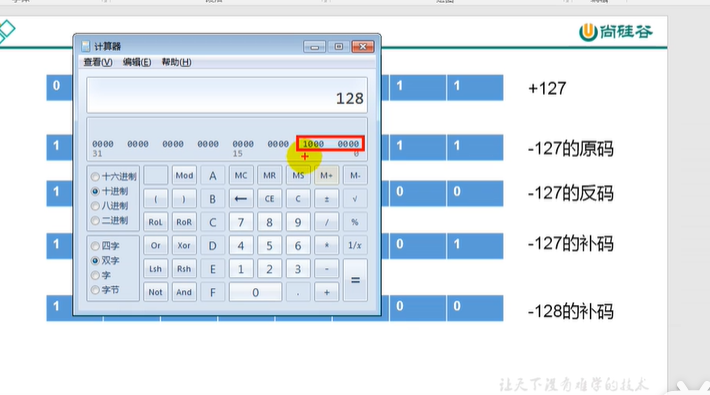 尚硅谷
计算器
查看(V) 编辑(E) 帮助(H)
128
0000 0000 0000 0000 0000 0000 1000 0000
31 15 0
十六进制
十进制
八进制
二进制
四字
双字
字
字节
Mod A MC MR MS M+ M-
( ) B ← CE C ± √
RoL RoR C 7 8 9 / %
Or Xor D 4 5 6 * 1/x
Lsh Rsh E 1 2 3 - =
Not And F 0 . +
0 1 1 +127
1 1 1 -127的原码
1 0 0 -127的反码
1 0 1 -127的补码
1 0 0 -128的补码
让天下没有难学的技术